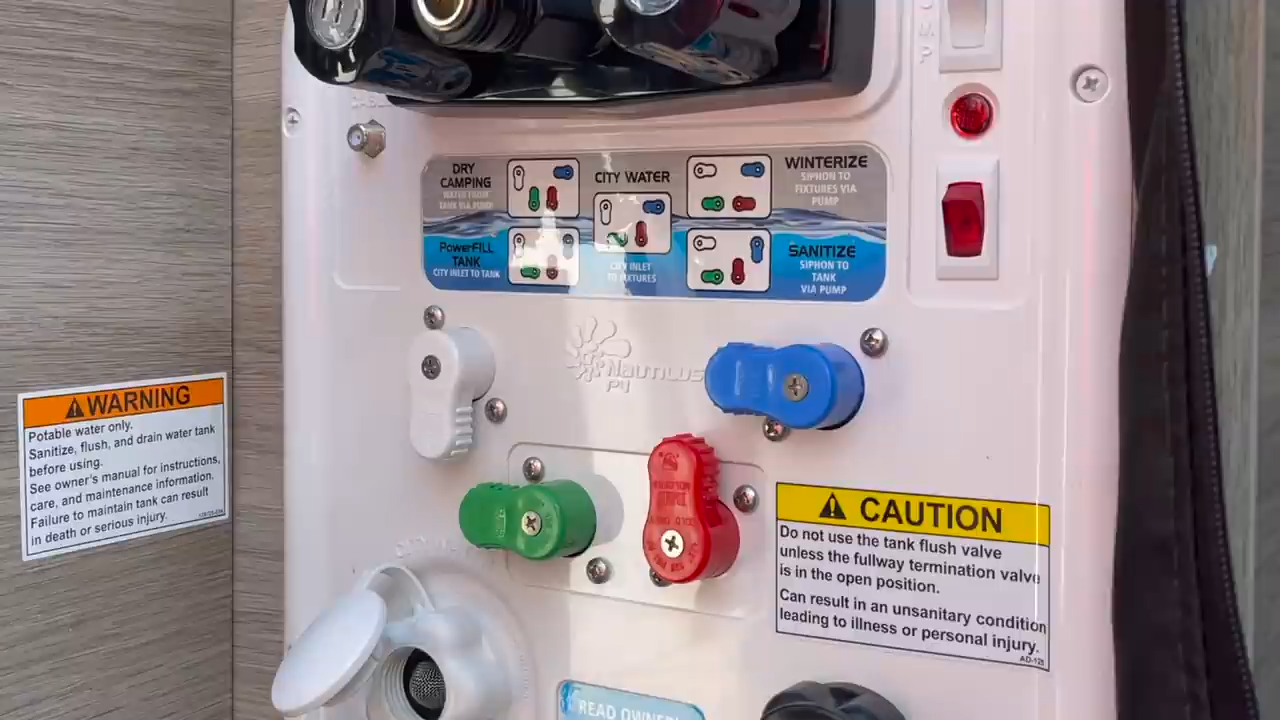 PUMP
DRY
CAMPING
WATER FROM
TANK VIA PUMP
CITY WATER
WINTERIZE
SIPHON TO
FIXTURES VIA
PUMP
PowerFILL
TANK
CITY INLET TO TANK
CITY INLET
TO FIXTURES
SANITIZE
SIPHON TO
TANK
VIA PUMP
NAUTILUS
P4
WARNING
Potable water only.
Sanitize, flush, and drain water tank
before using.
See owner's manual for instructions,
care, and maintenance information.
Failure to maintain tank can result
in death or serious injury.
CAUTION
Do not use the tank flush valve
unless the fullway termination valve
is in the open position.
Can result in an unsanitary condition
leading to illness or personal injury.
READ OWNER'